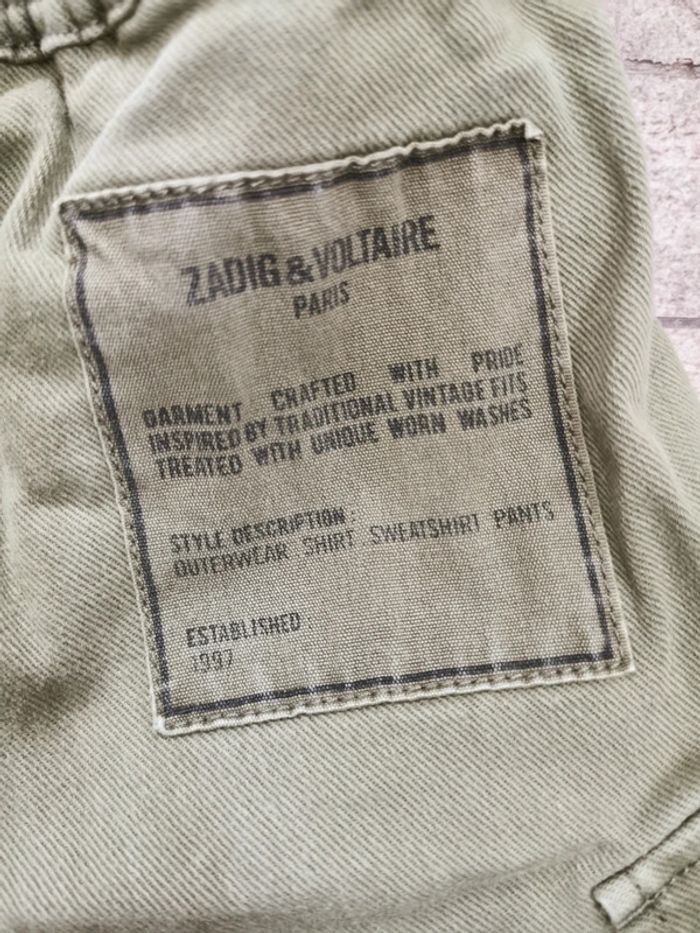 ZADIG & VOLTAIRE
PARIS
GARMENT CRAFTED WITH PRIDE
INSPIRED BY TRADITIONAL VINTAGE FITS
TREATED WITH UNIQUE WORN WASHES
STYLE DESCRIPTION :
OUTERWEAR SHIRT SWEATSHIRT PANTS
ESTABLISHED :
1997